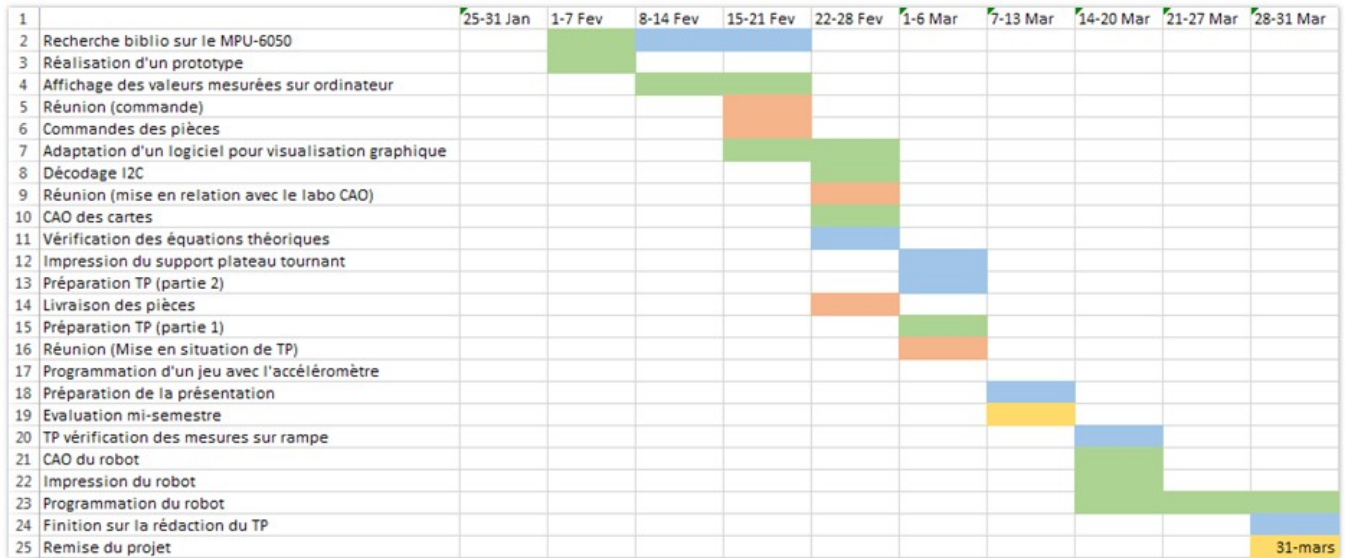 1 25-31 Jan 1-7 Fev 8-14 Fev 15-21 Fev 22-28 Fev 1-6 Mar 7-13 Mar 14-20 Mar 21-27 Mar 28-31 Mar
2 Recherche biblio sur le MPU-6050
3 Réalisation d'un prototype
4 Affichage des valeurs mesurées sur ordinateur
5 Réunion (commande)
6 Commandes des pièces
7 Adaptation d'un logiciel pour visualisation graphique
8 Décodage I2C
9 Réunion (mise en relation avec le labo CAO)
10 CAO des cartes
11 Vérification des équations théoriques
12 Impression du support plateau tournant
13 Préparation TP (partie 2)
14 Livraison des pièces
15 Préparation TP (partie 1)
16 Réunion (Mise en situation de TP)
17 Programmation d'un jeu avec l'accéléromètre
18 Préparation de la présentation
19 Evaluation mi-semestre
20 TP vérification des mesures sur rampe
21 CAO du robot
22 Impression du robot
23 Programmation du robot
24 Finition sur la rédaction du TP
25 Remise du projet 31-mars